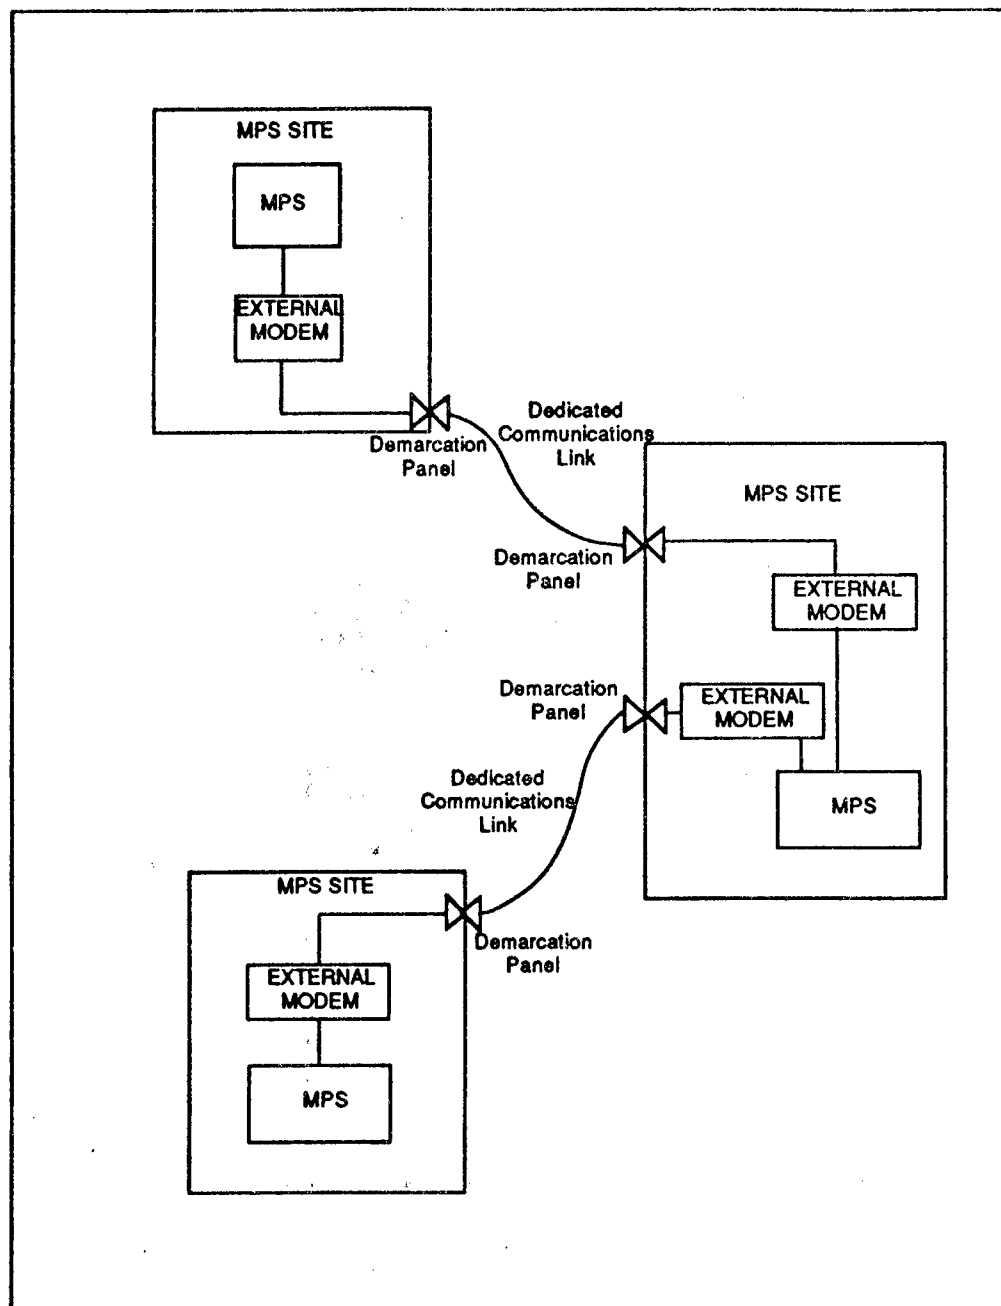 MPS SITE
MPS
EXTERNAL
MODEM
Demarcation
Panel
Dedicated
Communications
Link
MPS SITE
Demarcation
Panel
EXTERNAL
MODEM
Demarcation
Panel
EXTERNAL
MODEM
MPS
Dedicated
Communications
Link
MPS SITE
Demarcation
Panel
EXTERNAL
MODEM
MPS